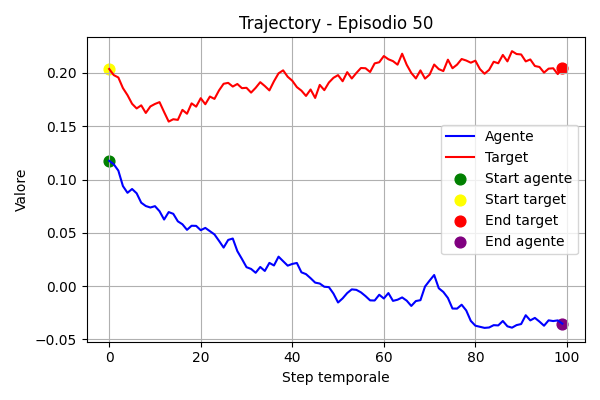 Trajectory - Episodio 50
Valore
0.20
0.15
0.10
0.05
0.00
−0.05
Agente
Target
Start agente
Start target
End target
End agente
0 20 40 60 80 100
Step temporale